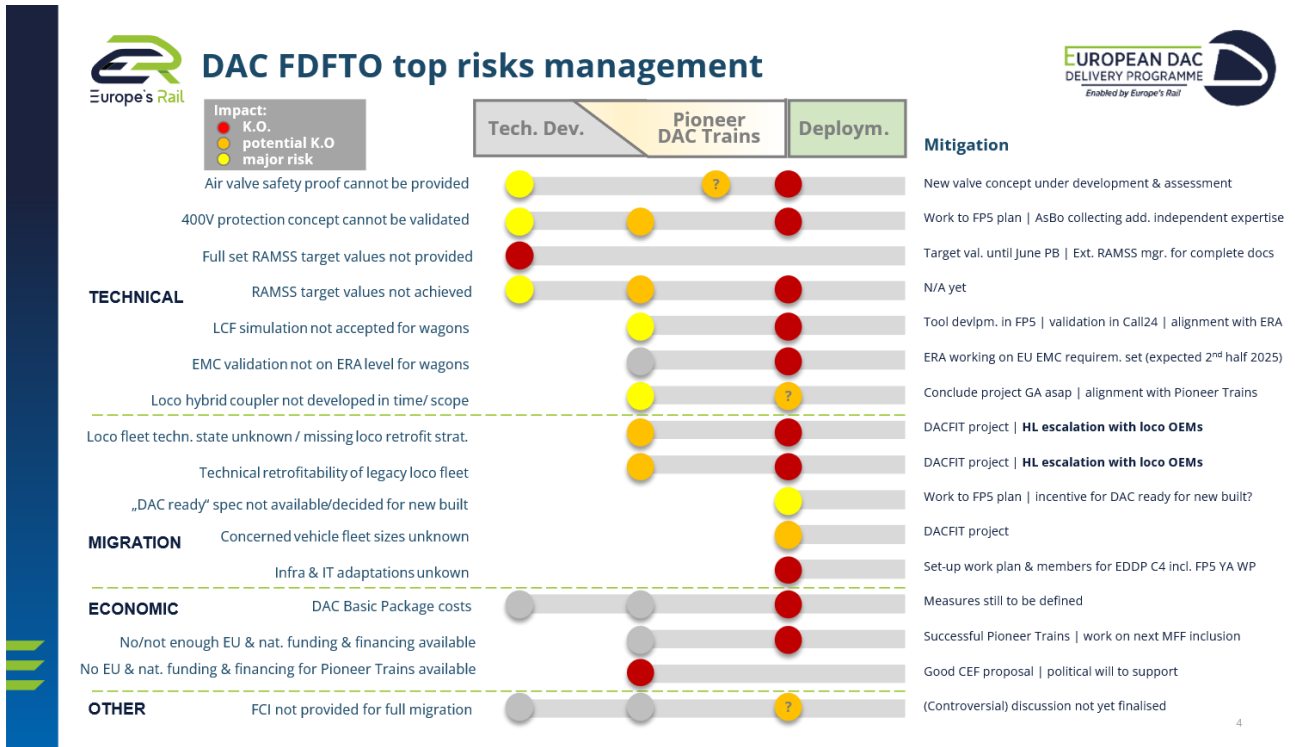 Europe's Rail
DAC FDFTO top risks management
EUROPEAN DAC
DELIVERY PROGRAMME
Enabled by Europe's Rail
Impact:
K.O.
potential K.O
major risk
Tech. Dev.
Pioneer
DAC Trains
Deploym.
Mitigation
Air valve safety proof cannot be provided
?
New valve concept under development & assessment
400V protection concept cannot be validated
Work to FP5 plan | AsBo collecting add. independent expertise
Full set RAMSS target values not provided
Target val. until June PB | Ext. RAMSS mgr. for complete docs
TECHNICAL
RAMSS target values not achieved
N/A yet
LCF simulation not accepted for wagons
Tool devlpm. in FP5 | validation in Call24 | alignment with ERA
EMC validation not on ERA level for wagons
ERA working on EU EMC requirem. set (expected 2nd half 2025)
Loco hybrid coupler not developed in time/ scope
?
Conclude project GA asap | alignment with Pioneer Trains
Loco fleet techn. state unknown / missing loco retrofit strat.
DACFIT project | HL escalation with loco OEMs
Technical retrofitability of legacy loco fleet
DACFIT project | HL escalation with loco OEMs
„DAC ready“ spec not available/decided for new built
Work to FP5 plan | incentive for DAC ready for new built?
MIGRATION
Concerned vehicle fleet sizes unknown
DACFIT project
Infra & IT adaptations unkown
Set-up work plan & members for EDDP C4 incl. FP5 YA WP
ECONOMIC
DAC Basic Package costs
Measures still to be defined
No/not enough EU & nat. funding & financing available
Successful Pioneer Trains | work on next MFF inclusion
No EU & nat. funding & financing for Pioneer Trains available
Good CEF proposal | political will to support
OTHER
FCI not provided for full migration
?
(Controversial) discussion not yet finalised
4